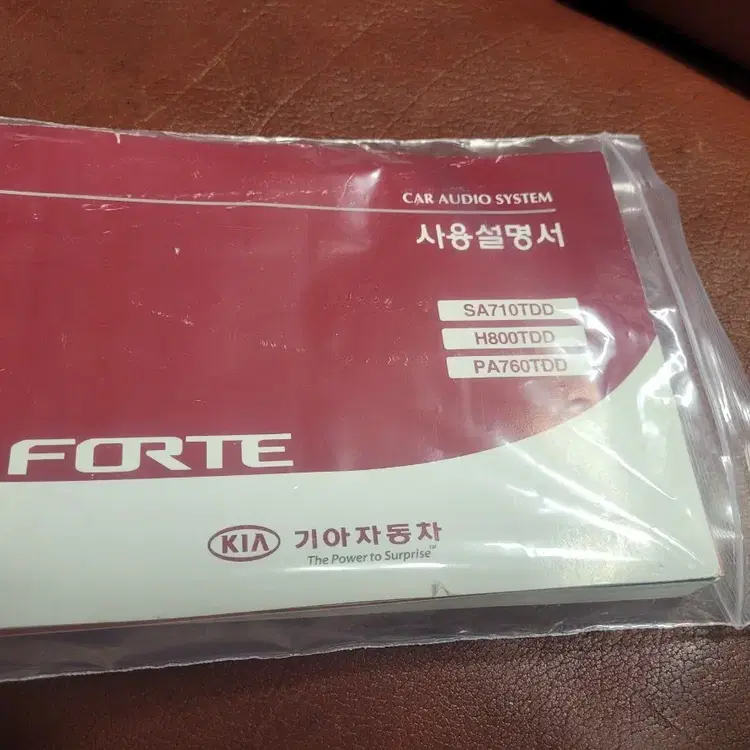 CAR AUDIO SYSTEM
사용설명서
SA710TDD
H800TDD
PA760TDD
FORTE
KIA 기아자동차
The Power to Surprise™